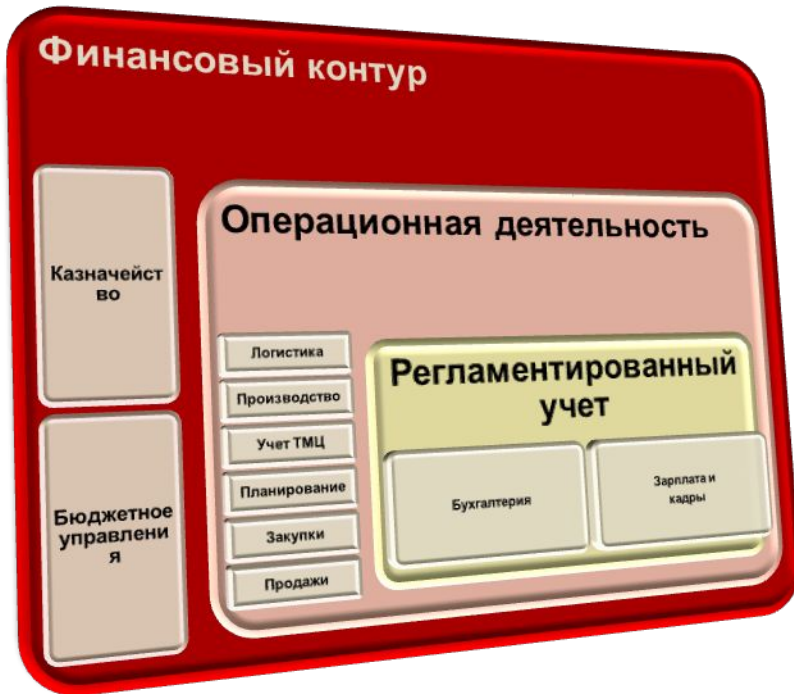 Финансовый контур
Казначейст
во
Бюджетное
управлени
я
Операционная деятельность
Логистика
Производство
Учет ТМЦ
Планирование
Закупки
Продажи
Регламентированный
учет
Бухгалтерия
Зарплата и
кадры